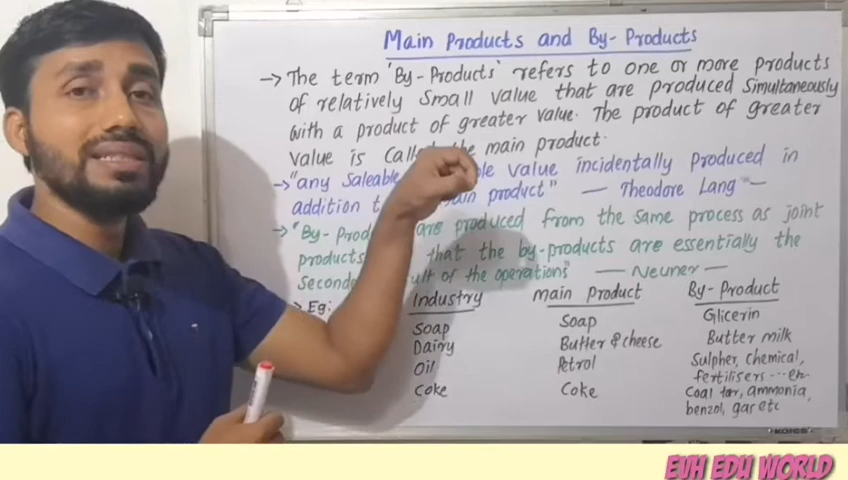 Main Products and By-Products
→ The term 'By-Products' refers to one or more products
of relatively small value that are produced simultaneously
with a product of greater value. The product of greater
value is called the main product.
→ "any Saleable value incidentally produced in
addition product" — Theodore Lang —
→ "By-Prod are produced from the same process as joint
products that the by-products are essentially the
Second of the operations" — Neuner —
→ Eg: Industry main Product By-Product
Soap Soap Glicerin
Dairy Butter & cheese Butter milk
Oil Petrol Sulpher, chemical,
fertilisers ... etc
Coke Coke Coal tar, ammonia,
benzol, gas etc
EVH EDU WORLD